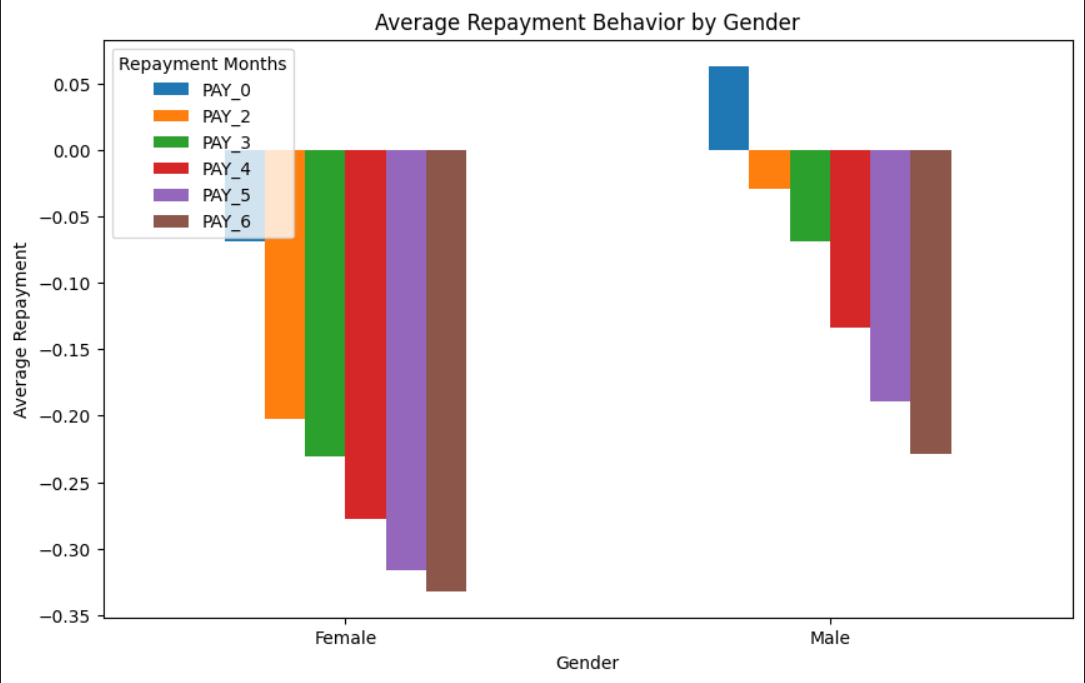 Average Repayment Behavior by Gender
Repayment Months
PAY_0
PAY_2
PAY_3
PAY_4
PAY_5
PAY_6
0.05
0.00
−0.05
−0.10
−0.15
−0.20
−0.25
−0.30
−0.35
Average Repayment
Female
Male
Gender